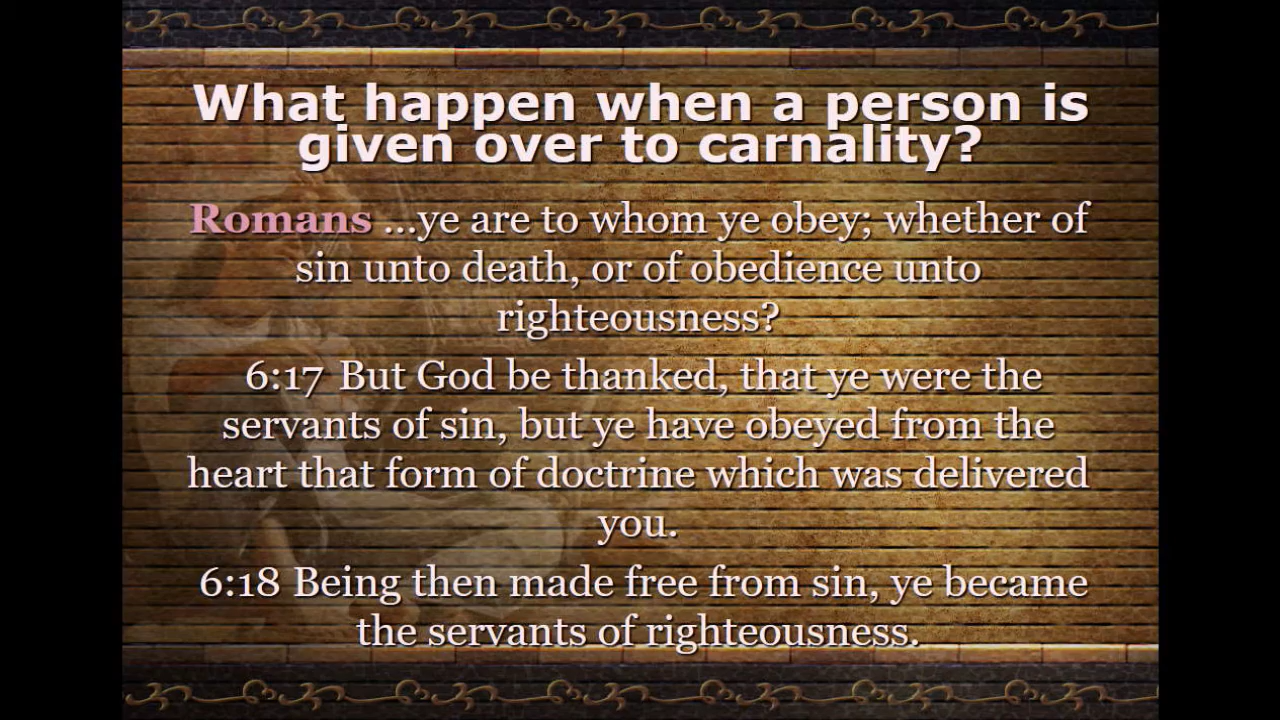 What happen when a person is
given over to carnality?
Romans ...ye are to whom ye obey; whether of
sin unto death, or of obedience unto
righteousness?
6:17 But God be thanked, that ye were the
servants of sin, but ye have obeyed from the
heart that form of doctrine which was delivered
you.
6:18 Being then made free from sin, ye became
the servants of righteousness.